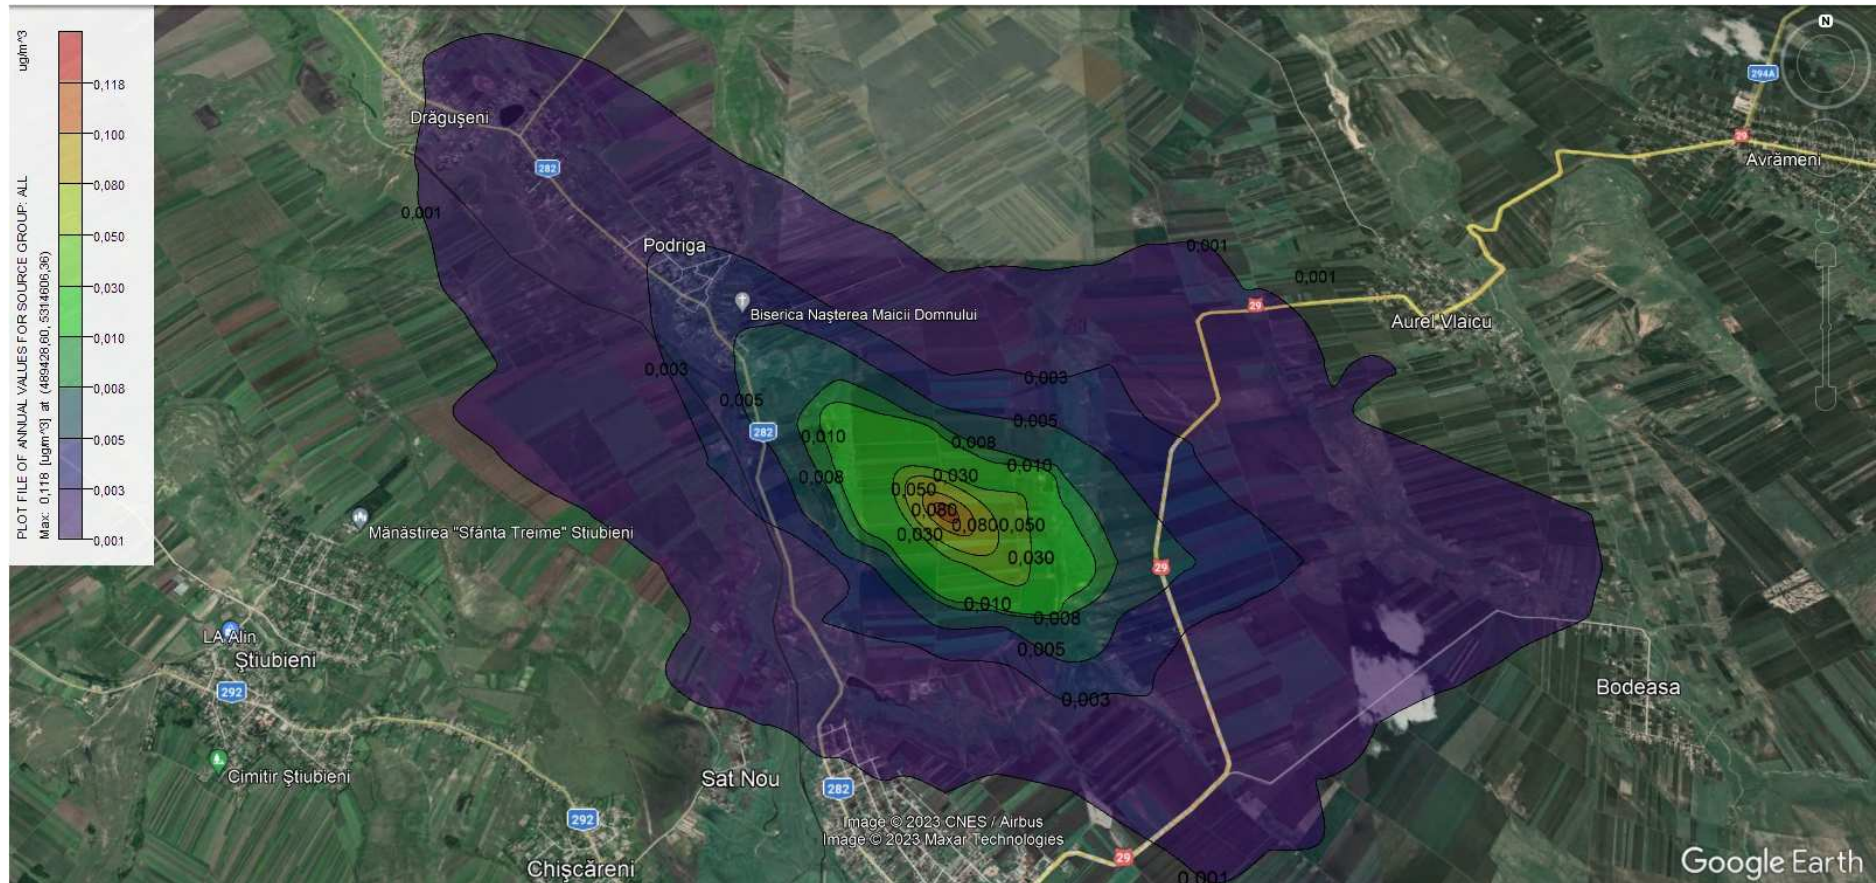 PLOT FILE OF ANNUAL VALUES FOR SOURCE GROUP: ALL
ug/m^3
Max: 0,118 [ug/m^3] at (489428,60, 5314606,36)
0,118
0,100
0,080
0,050
0,030
0,010
0,008
0,005
0,003
0,001
N
294A
29
Avrămeni
Drăgușeni
282
0,001
Podriga
0,001
0,001
29
Biserica Nașterea Maicii Domnului
Aurel Vlaicu
0,003
0,003
0,005
0,005
282
0,010
0,008
0,010
0,008
0,030
0,050
0,080
0,0800,050
0,030
0,030
Mănăstirea "Sfânta Treime" Stiubieni
29
0,010
0,008
0,005
0,003
LA Alin
Știubieni
292
Bodeasa
Cimitir Știubieni
Sat Nou
282
292
Image © 2023 CNES / Airbus
Image © 2023 Maxar Technologies
29
Chișcăreni
0,001
Google Earth